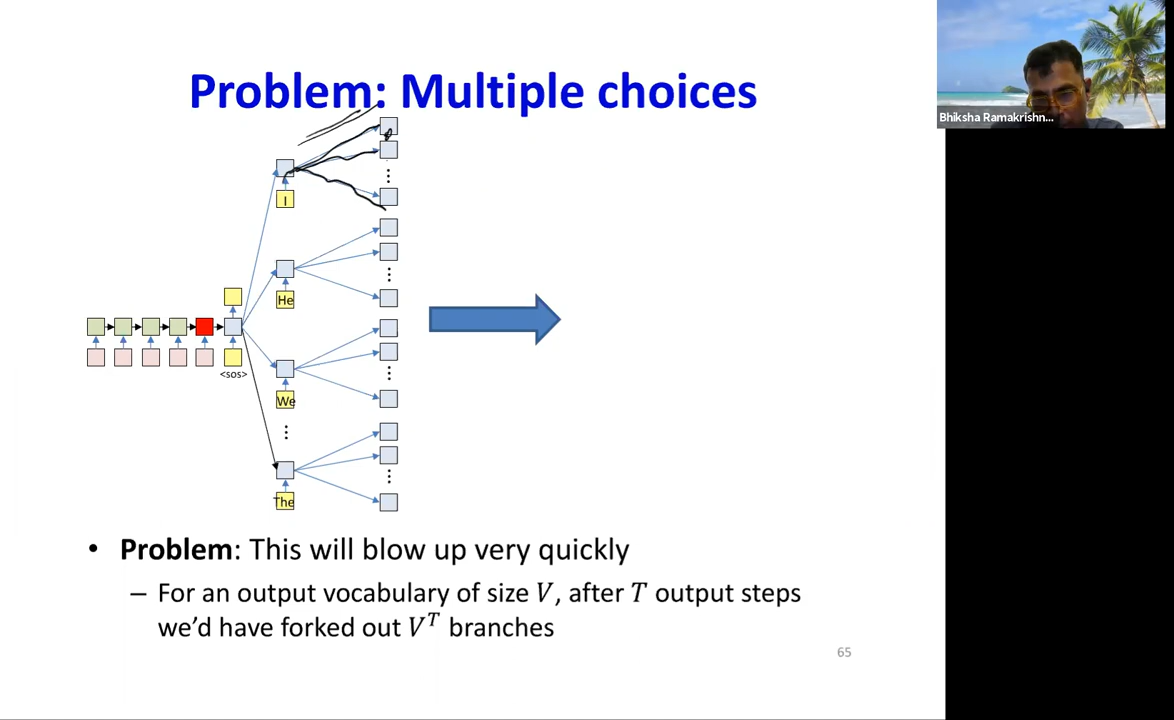 Problem: Multiple choices
Bhiksha Ramakrishn...
I
He
<sos>
We
The
• Problem: This will blow up very quickly
– For an output vocabulary of size V, after T output steps
we’d have forked out V^T branches
65